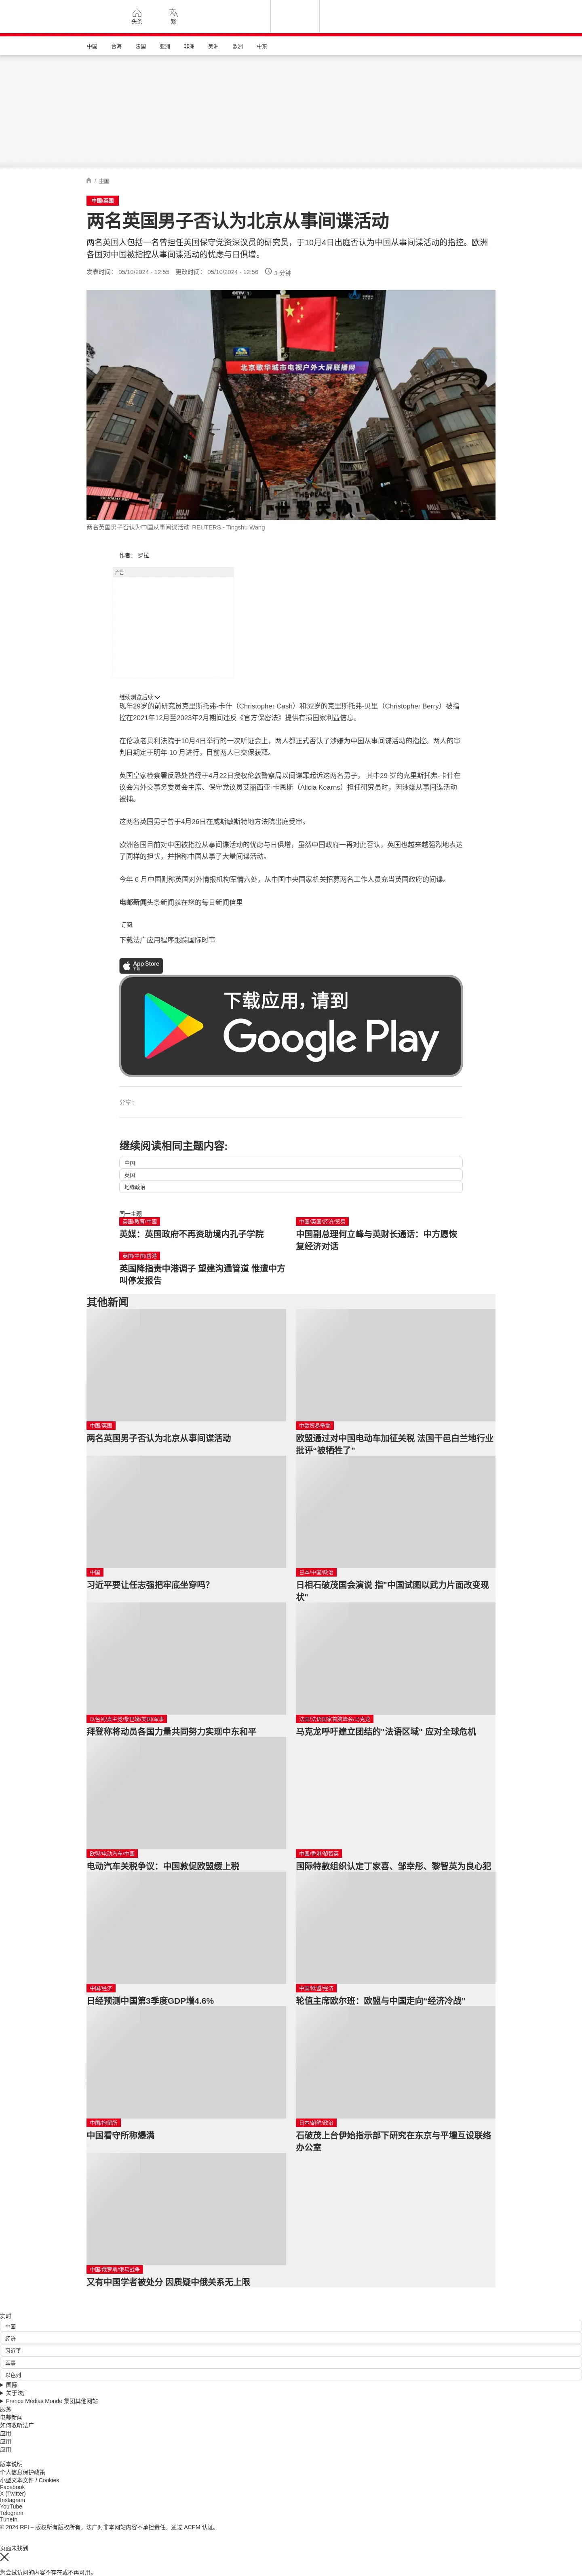 头条
繁
中国
台海
法国
亚洲
非洲
美洲
欧洲
中东
/ 中国
中国/英国
两名英国男子否认为北京从事间谍活动
两名英国人包括一名曾担任英国保守党资深议员的研究员，于10月4日出庭否认为中国从事间谍活动的指控。欧洲
各国对中国被指控从事间谍活动的忧虑与日俱增。
发表时间： 05/10/2024 - 12:55 更改时间： 05/10/2024 - 12:56 3 分钟
CCTV
北京歌华城市电视户外大屏联播网
THE PLACE
世界
MUJI
MUJI
两名英国男子否认为中国从事间谍活动 REUTERS - Tingshu Wang
作者： 罗拉
广告
继续浏览后续
现年29岁的前研究员克里斯托弗-卡什（Christopher Cash）和32岁的克里斯托弗-贝里（Christopher Berry）被指
控在2021年12月至2023年2月期间违反《官方保密法》提供有损国家利益信息。
在伦敦老贝利法院于10月4日举行的一次听证会上，两人都正式否认了涉嫌为中国从事间谍活动的指控。两人的审
判日期定于明年 10 月进行，目前两人已交保获释。
英国皇家检察署反恐处曾经于4月22日授权伦敦警察局以间谍罪起诉这两名男子， 其中29 岁的克里斯托弗-卡什在
议会为外交事务委员会主席、保守党议员艾丽西亚-卡恩斯（Alicia Kearns）担任研究员时，因涉嫌从事间谍活动
被捕。
这两名英国男子曾于4月26日在威斯敏斯特地方法院出庭受审。
欧洲各国目前对中国被指控从事间谍活动的忧虑与日俱增，虽然中国政府一再对此否认，英国也越来越强烈地表达
了同样的担忧，并指称中国从事了大量间谍活动。
今年 6 月中国则称英国对外情报机构军情六处，从中国中央国家机关招募两名工作人员充当英国政府的间谍。
电邮新闻头条新闻就在您的每日新闻信里
订阅
下载法广应用程序跟踪国际时事
App Store
下载
下载应用，请到
Google Play
分享 :
继续阅读相同主题内容:
中国
英国
地缘政治
同一主题
英国/教育/中国
英媒：英国政府不再资助境内孔子学院
中国/英国/经济/贸易
中国副总理何立峰与英财长通话：中方愿恢
复经济对话
英国/中国/香港
英国降指责中港调子 望建沟通管道 惟遭中方
叫停发报告
其他新闻
中国/英国
两名英国男子否认为北京从事间谍活动
中欧贸易争端
欧盟通过对中国电动车加征关税 法国干邑白兰地行业
批评“被牺牲了”
中国
习近平要让任志强把牢底坐穿吗？
日本/中国/政治
日相石破茂国会演说 指"中国试图以武力片面改变现
状"
以色列/真主党/黎巴嫩/美国/军事
拜登称将动员各国力量共同努力实现中东和平
法国/法语国家首脑峰会/马克龙
马克龙呼吁建立团结的"法语区域" 应对全球危机
欧盟/电动汽车/中国
电动汽车关税争议：中国敦促欧盟缓上税
中国/香港/黎智英
国际特赦组织认定丁家喜、邹幸彤、黎智英为良心犯
中国/经济
日经预测中国第3季度GDP增4.6%
中国/欧盟/经济
轮值主席欧尔班：欧盟与中国走向“经济冷战”
中国/拘留所
中国看守所称爆满
日本/朝鲜/政治
石破茂上台伊始指示部下研究在东京与平壤互设联络
办公室
中国/俄罗斯/俄乌战争
又有中国学者被处分 因质疑中俄关系无上限
实时
中国
经济
习近平
军事
以色列
国际
关于法广
France Médias Monde 集团其他网站
服务
电邮新闻
如何收听法广
应用
应用
应用
版本说明
个人信息保护政策
小型文本文件 / Cookies
Facebook
X (Twitter)
Instagram
YouTube
Telegram
TuneIn
© 2024 RFI – 版权所有版权所有。法广对非本网站内容不承担责任。通过 ACPM 认证。
页面未找到
您尝试访问的内容不存在或不再可用。